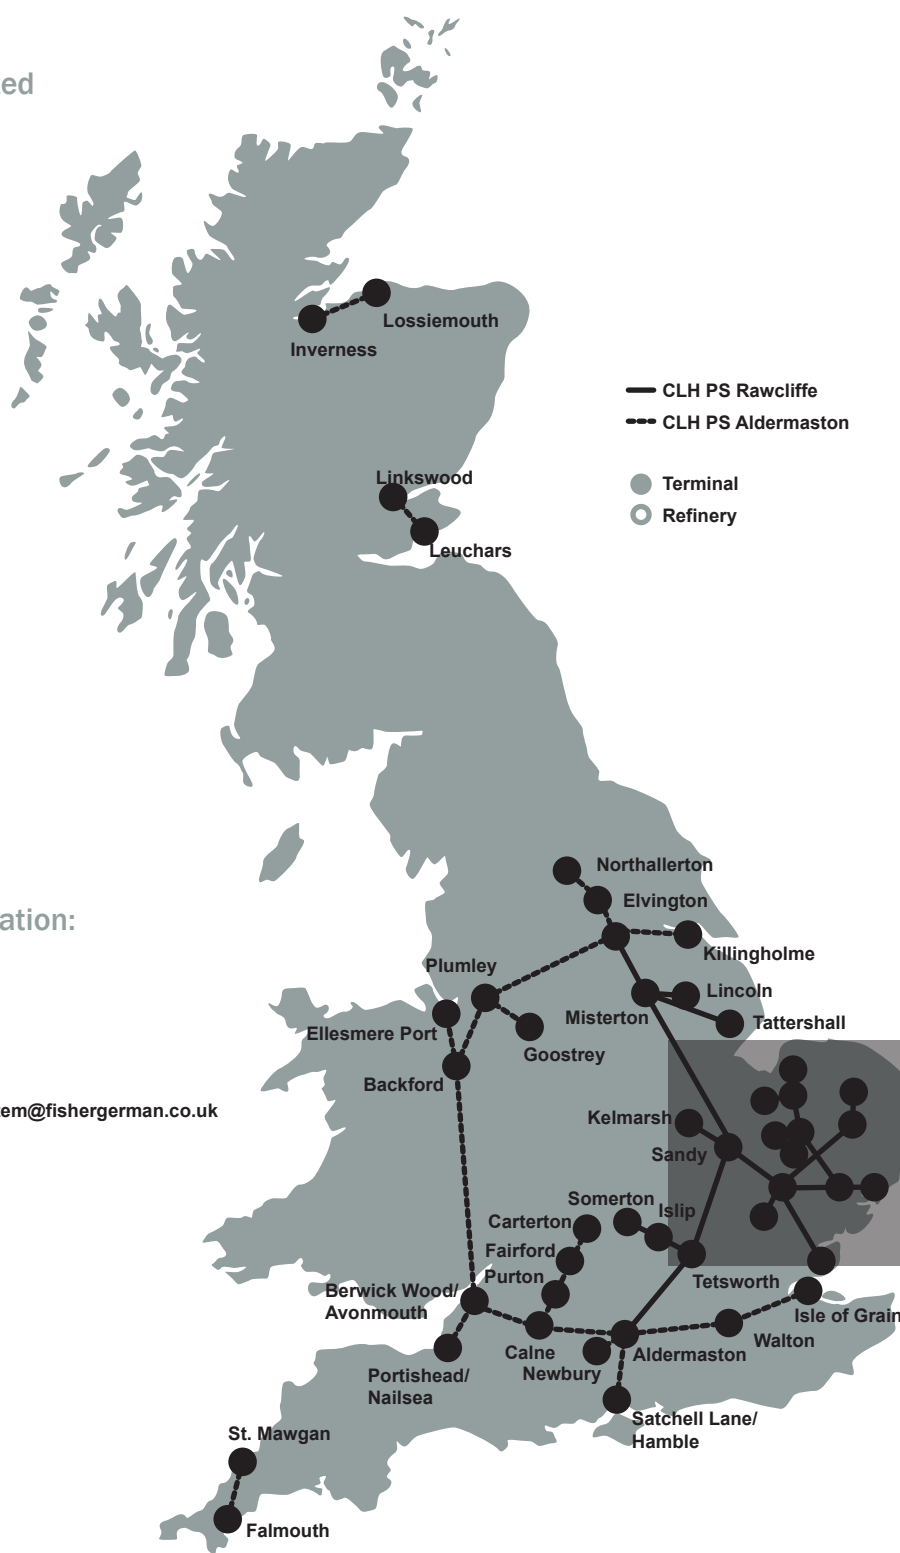 ed
Lossiemouth
Inverness
CLH PS Rawcliffe
CLH PS Aldermaston
Linkswood
Terminal
Refinery
Leuchars
Northallerton
Elvington
ation:
Killingholme
Plumley
Lincoln
Misterton
Tattershall
Ellesmere Port
Goostrey
Backford
tem@fishergerman.co.uk
Kelmarsh
Sandy
Somerton
Islip
Carterton
Fairford
Purton
Tetsworth
Berwick Wood/
Avonmouth
Isle of Grain
Walton
Calne
Aldermaston
Newbury
Portishead/
Nailsea
Satchell Lane/
Hamble
St. Mawgan
Falmouth